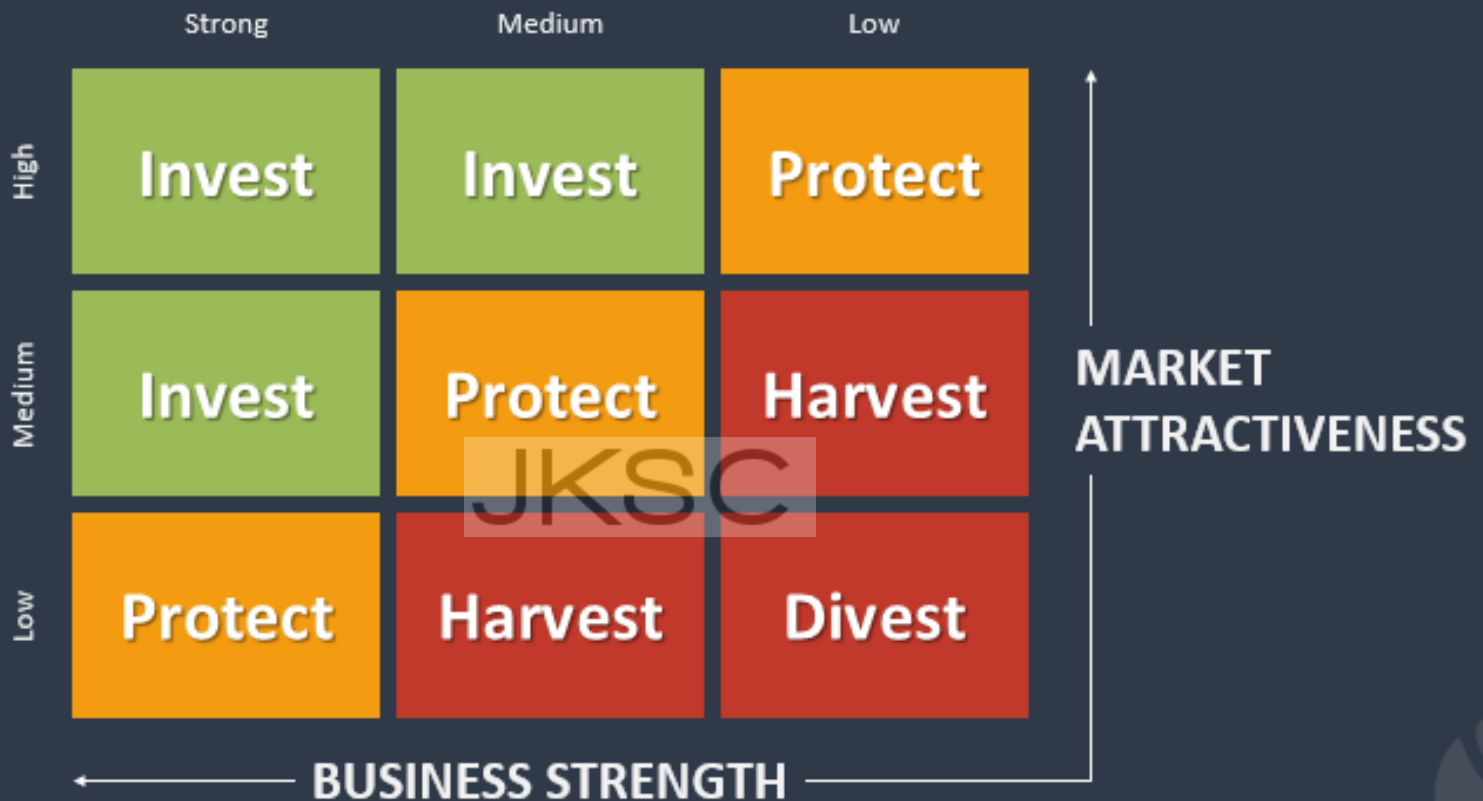 Strong Medium Low
High
Invest Invest Protect
Medium
Invest Protect Harvest
MARKET
ATTRACTIVENESS
JKSC
Low
Protect Harvest Divest
BUSINESS STRENGTH